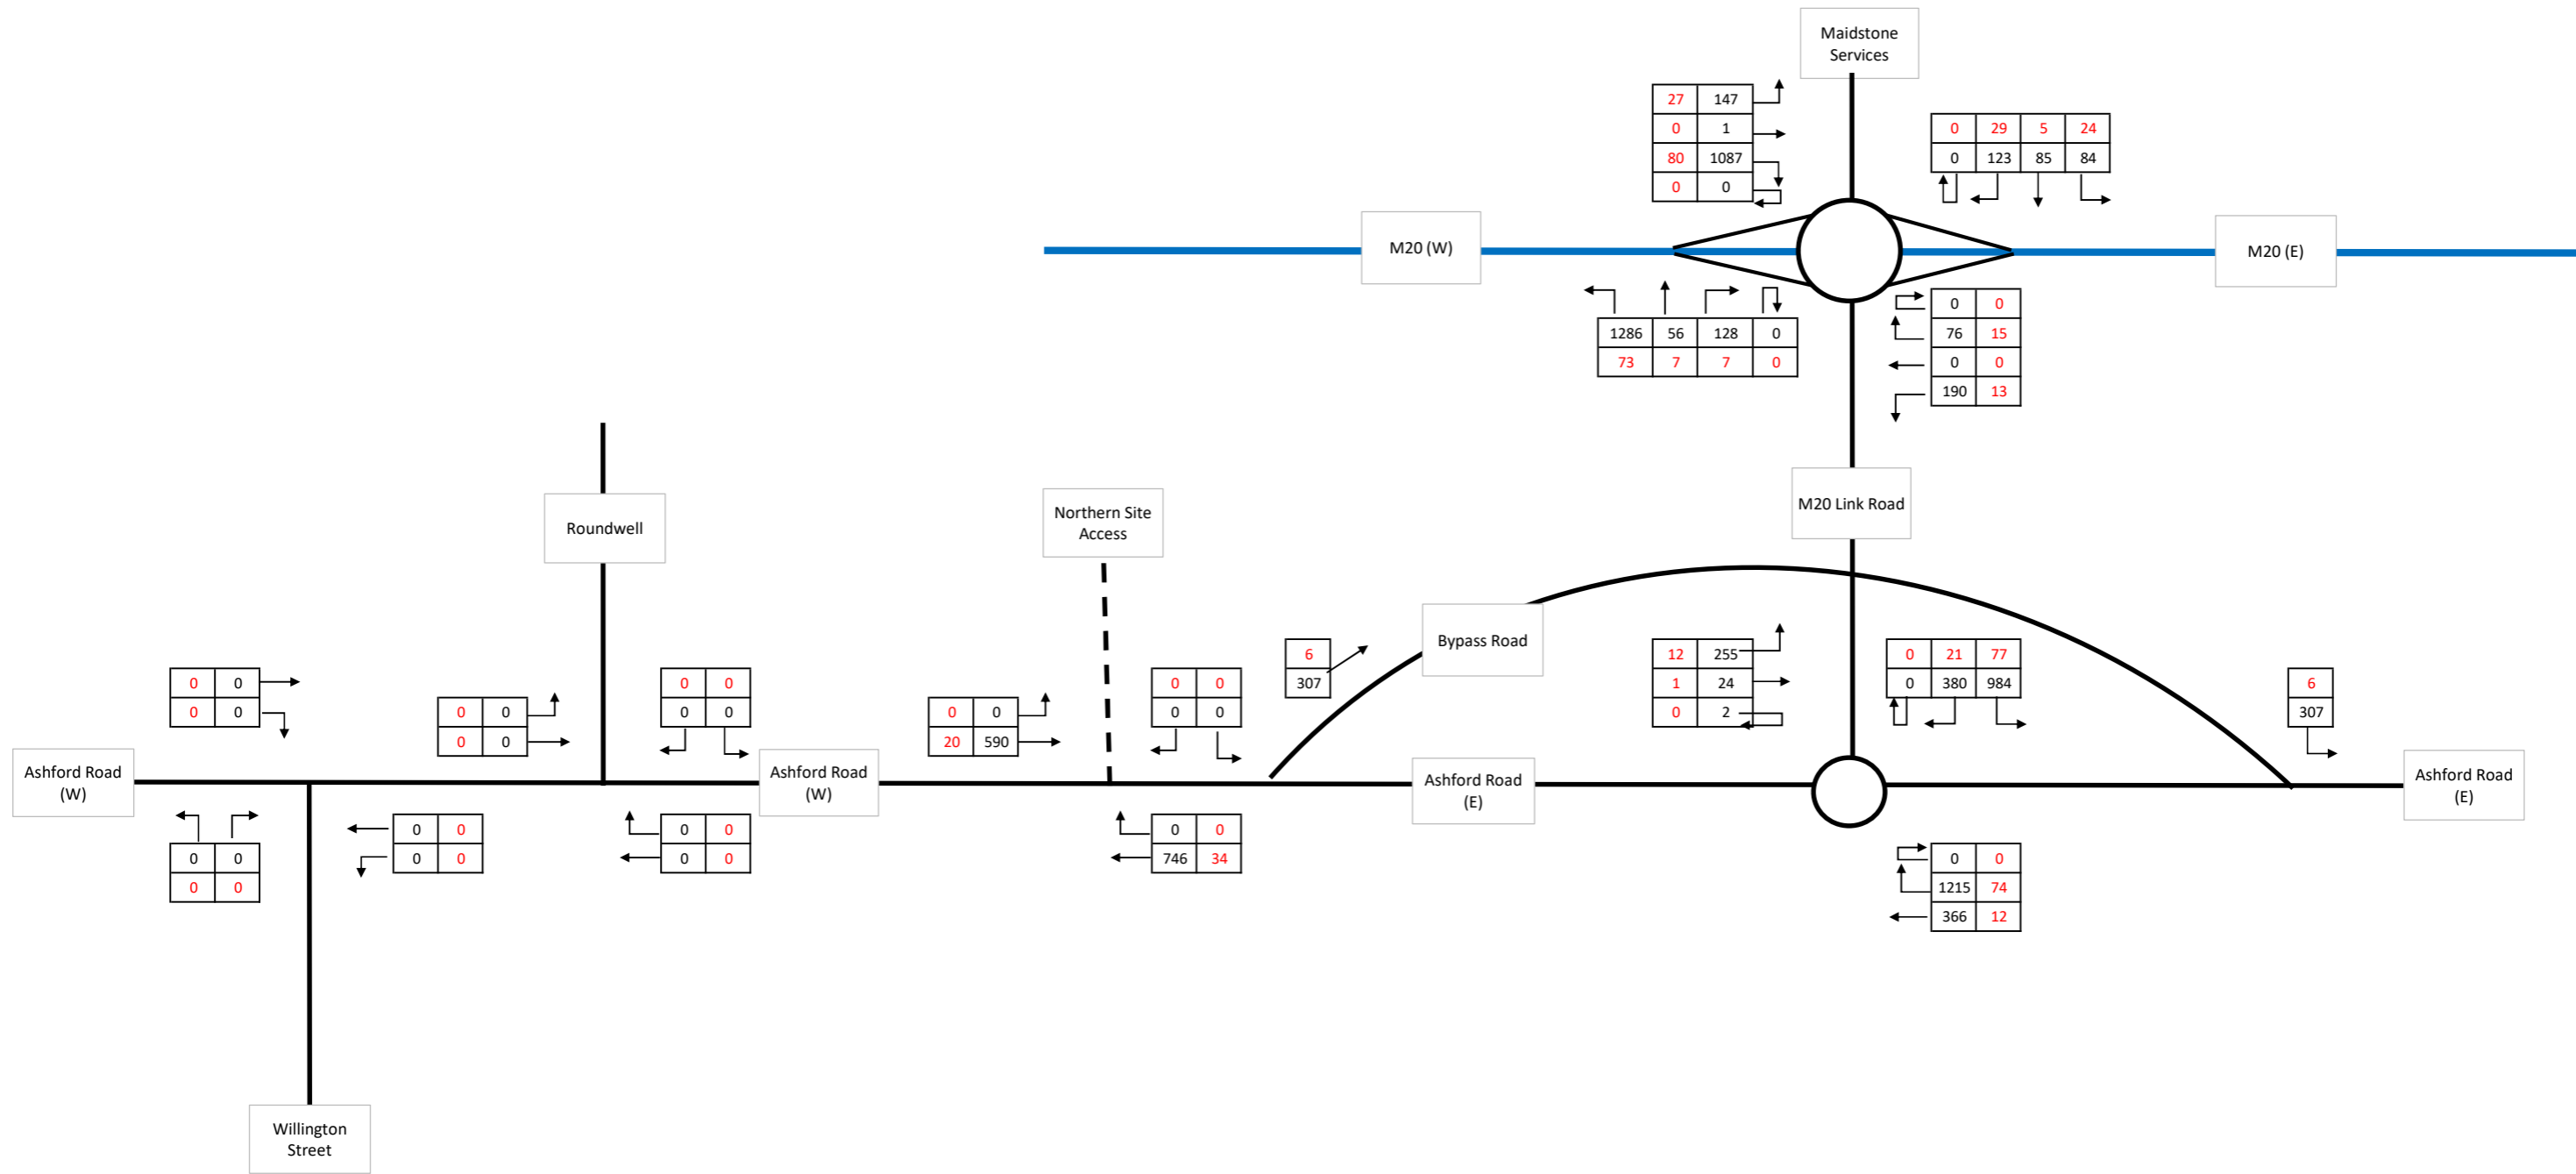 Maidstone
Services
27 147
0 1
80 1087
0 0
0 29 5 24
0 123 85 84
M20 (W)
M20 (E)
1286 56 128 0
73 7 7 0
0 0
76 15
0 0
190 13
M20 Link Road
Roundwell
Northern Site
Access
Bypass Road
0 0
0 0
0 0
0 0
0 0
0 0
0 0
20 590
0 0
0 0
6
307
12 255
1 24
0 2
0 21 77
0 380 984
6
307
Ashford Road
(W)
Ashford Road
(W)
Ashford Road
(E)
Ashford Road
(E)
0 0
0 0
0 0
0 0
0 0
0 0
0 0
746 34
0 0
1215 74
366 12
Willington
Street